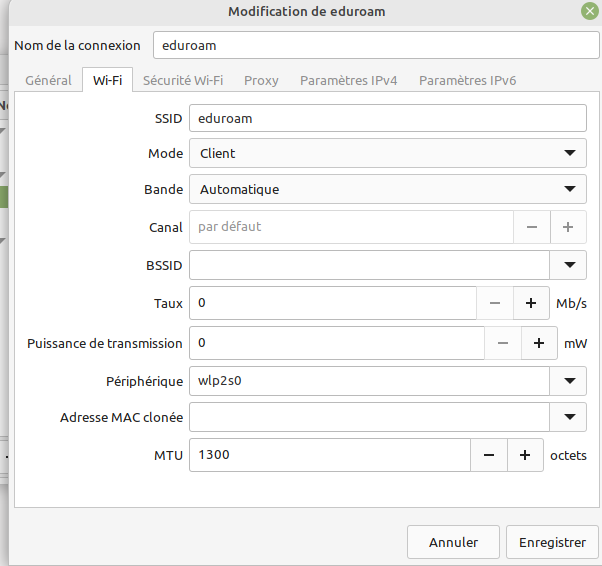 Modification de eduroam
Nom de la connexion eduroam
Général Wi-Fi Sécurité Wi-Fi Proxy Paramètres IPv4 Paramètres IPv6
SSID eduroam
Mode Client
Bande Automatique
Canal par défaut − +
BSSID
Taux 0 − + Mb/s
Puissance de transmission 0 − + mW
Périphérique wlp2s0
Adresse MAC clonée
MTU 1300 − + octets
Annuler Enregistrer